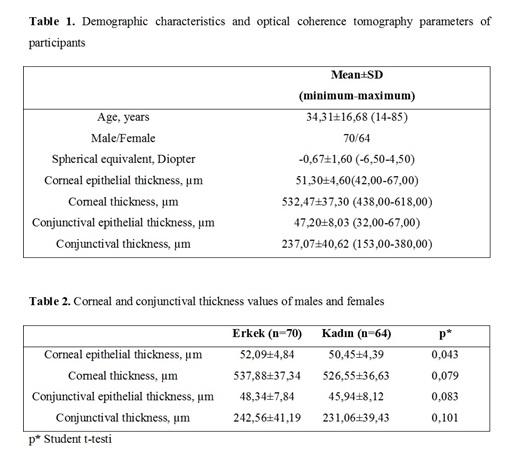 Table 1. Demographic characteristics and optical coherence tomography parameters of
participants
Mean±SD
(minimum-maximum)
Age, years 34,31±16,68 (14-85)
Male/Female 70/64
Spherical equivalent, Diopter -0,67±1,60 (-6,50-4,50)
Corneal epithelial thickness, µm 51,30±4,60(42,00-67,00)
Corneal thickness, µm 532,47±37,30 (438,00-618,00)
Conjunctival epithelial thickness, µm 47,20±8,03 (32,00-67,00)
Conjunctival thickness, µm 237,07±40,62 (153,00-380,00)
Table 2. Corneal and conjunctival thickness values of males and females
Erkek (n=70) Kadın (n=64) p*
Corneal epithelial thickness, µm 52,09±4,84 50,45±4,39 0,043
Corneal thickness, µm 537,88±37,34 526,55±36,63 0,079
Conjunctival epithelial thickness, µm 48,34±7,84 45,94±8,12 0,083
Conjunctival thickness, µm 242,56±41,19 231,06±39,43 0,101
p* Student t-testi